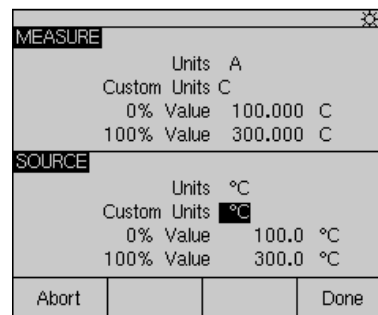 MEASURE
Units A
Custom Units C
0% Value 100.000 C
100% Value 300.000 C
SOURCE
Units °C
Custom Units °C
0% Value 100.0 °C
100% Value 300.0 °C
Abort Done